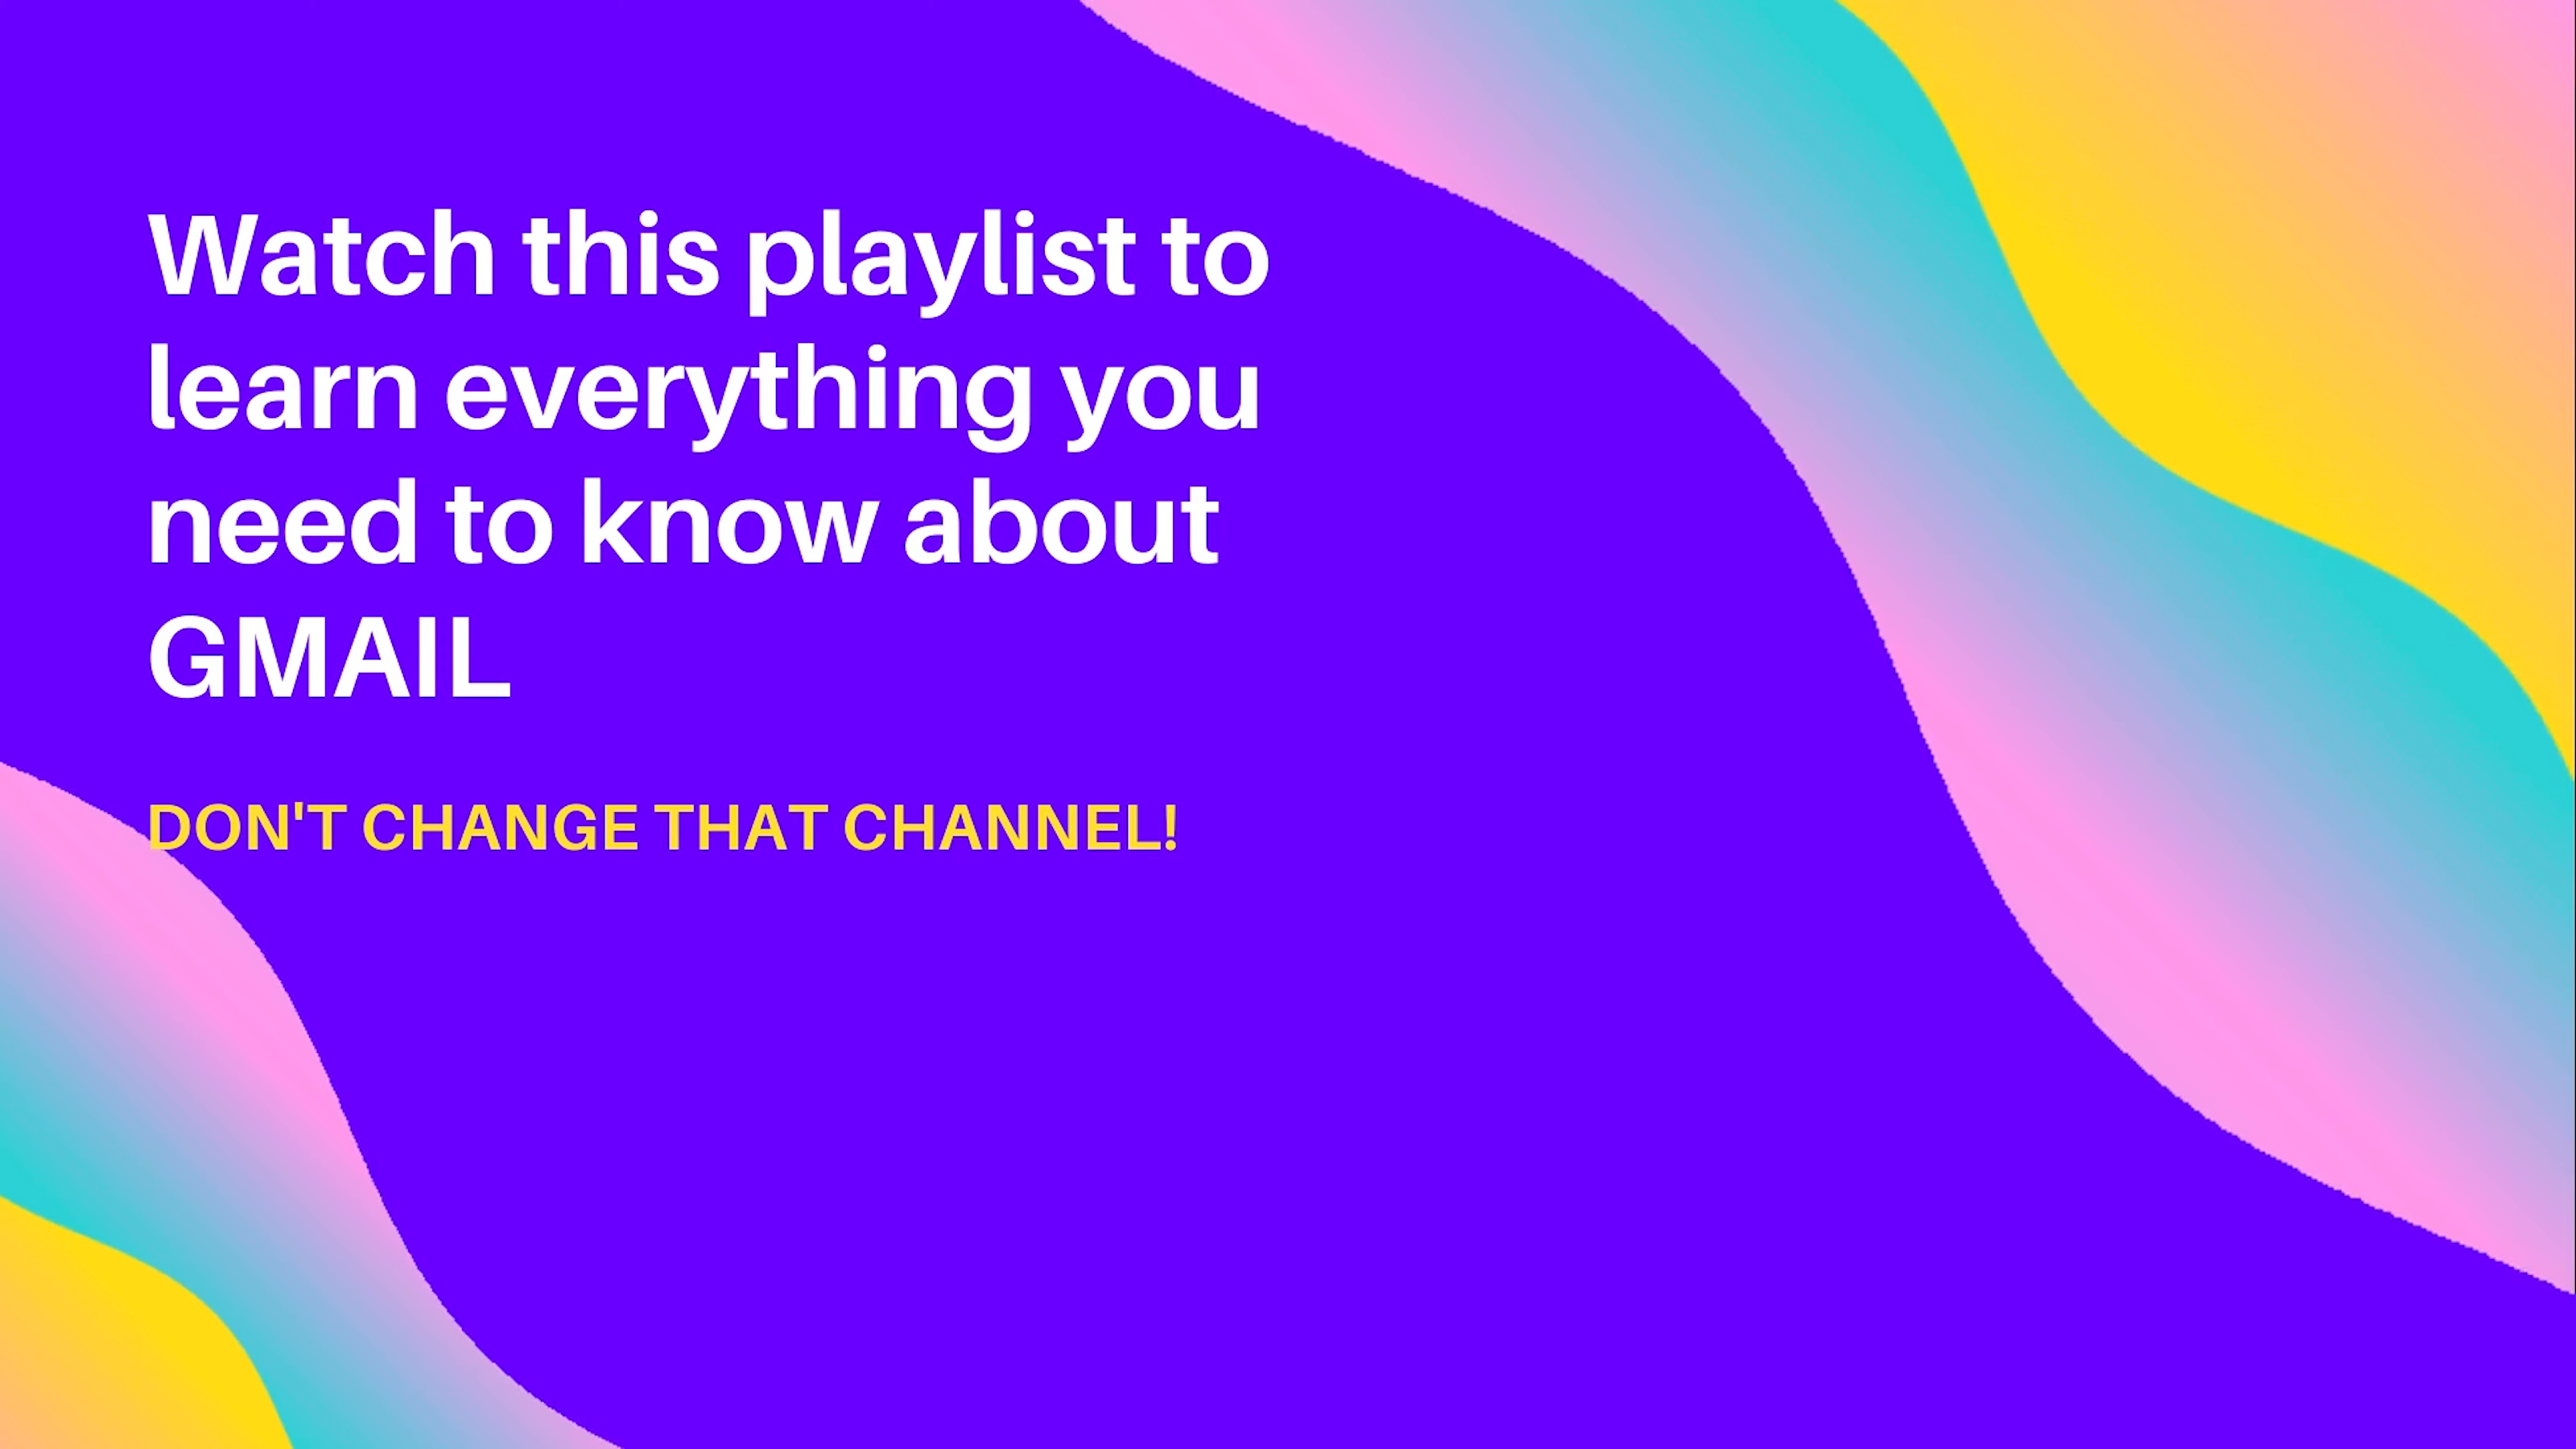 Watch this playlist to
learn everything you
need to know about
GMAIL
DON'T CHANGE THAT CHANNEL!